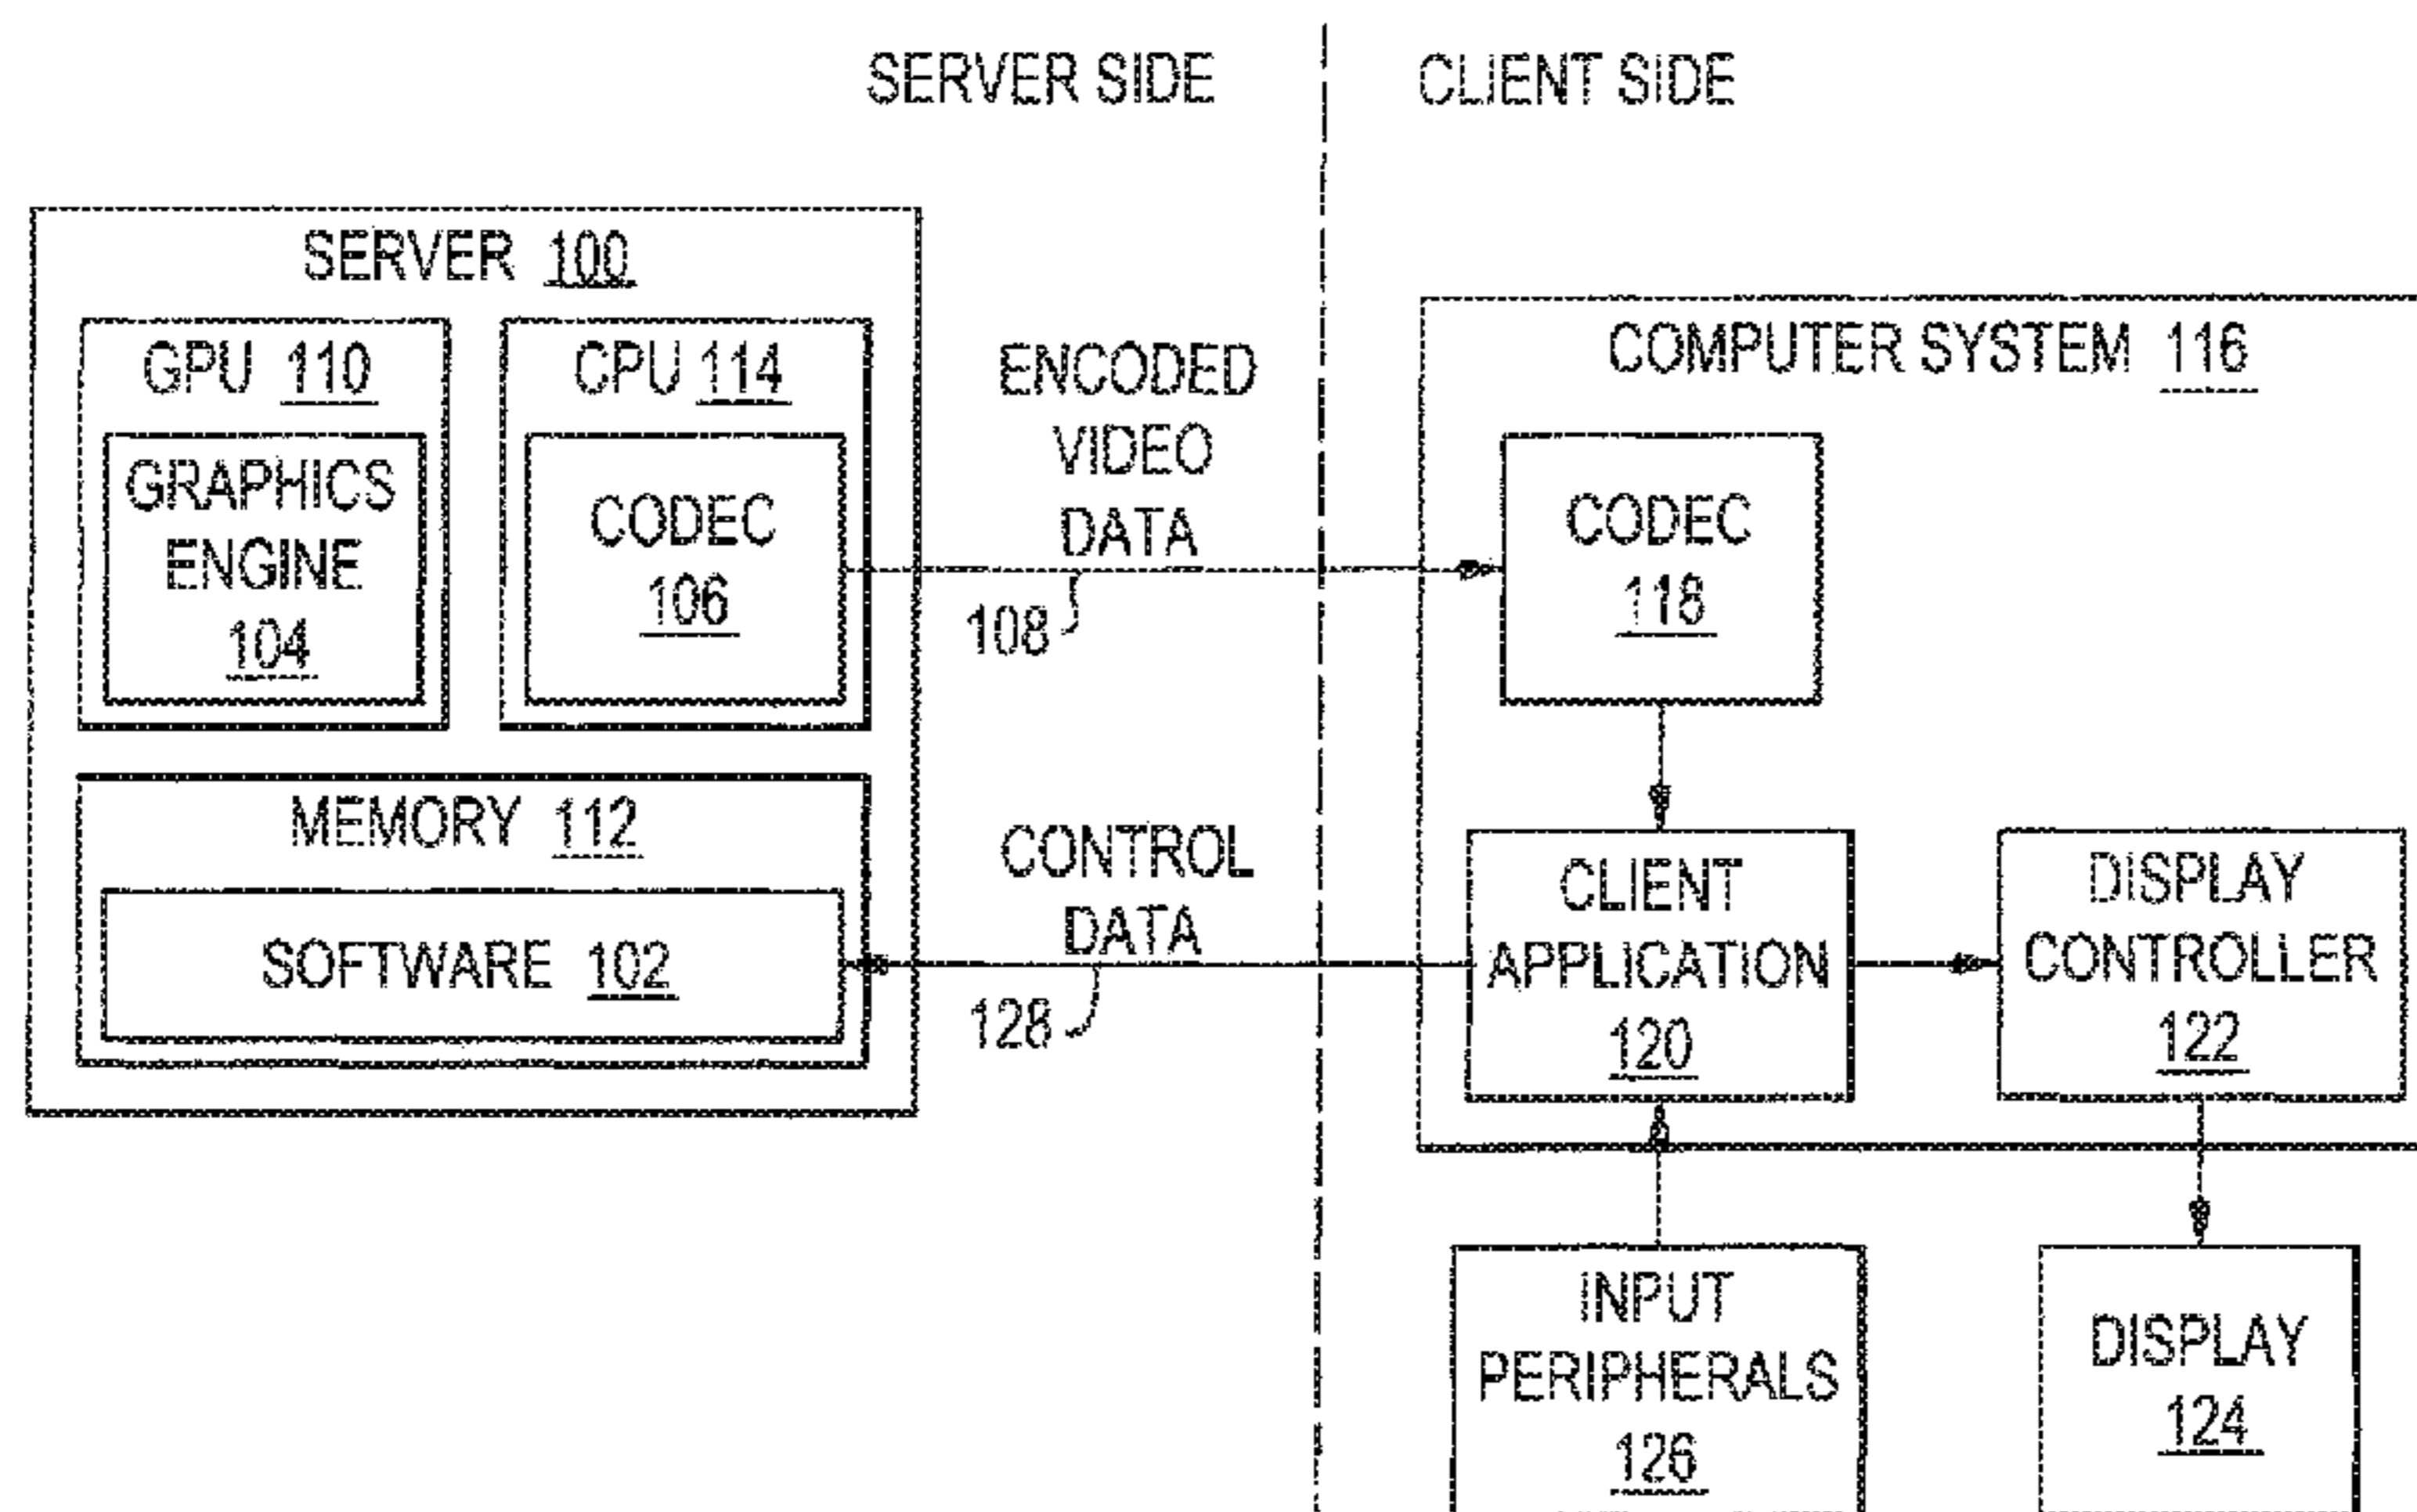 SERVER SIDE
CLIENT SIDE
SERVER 100
GPU 110
GRAPHICS
ENGINE
104
CPU 114
CODEC
106
MEMORY 112
SOFTWARE 102
ENCODED
VIDEO
DATA
108
CONTROL
DATA
128
COMPUTER SYSTEM 116
CODEC
118
CLIENT
APPLICATION
120
DISPLAY
CONTROLLER
122
INPUT
PERIPHERALS
126
DISPLAY
124